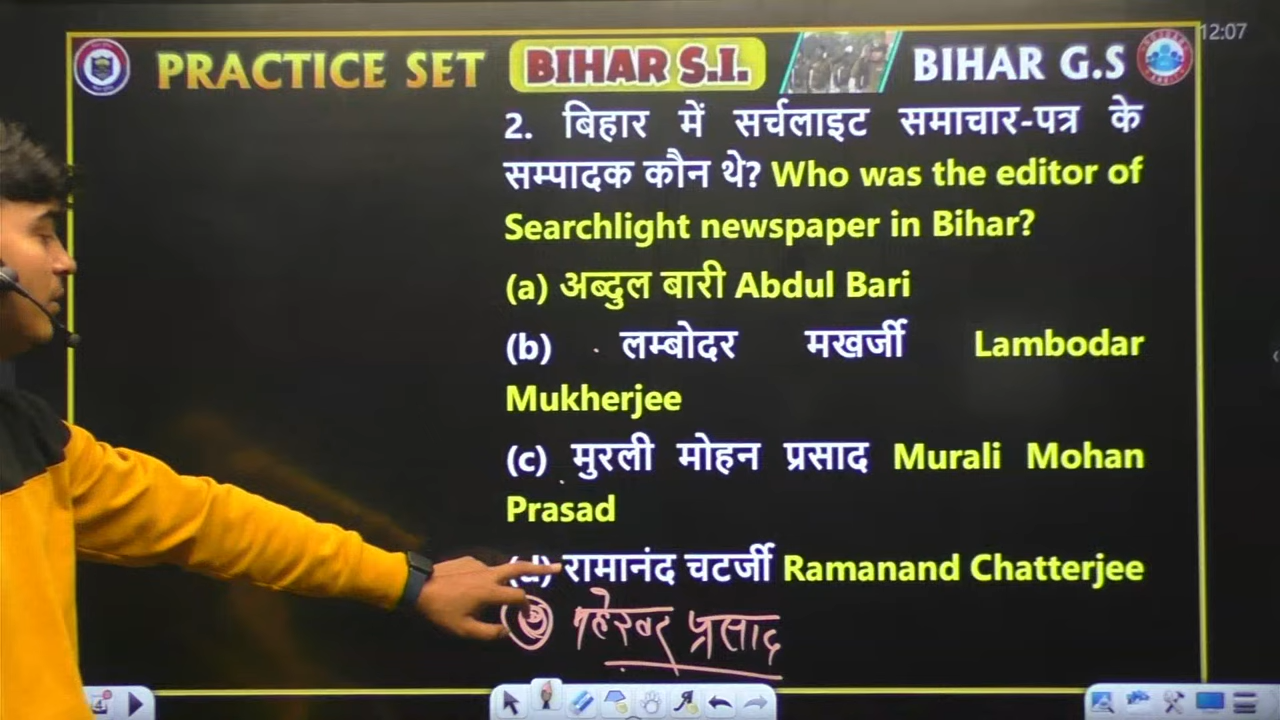 12:07
PRACTICE SET BIHAR S.I. BIHAR G.S
2. बिहार में सर्चलाइट समाचार-पत्र के
सम्पादक कौन थे? Who was the editor of
Searchlight newspaper in Bihar?
(a) अब्दुल बारी Abdul Bari
(b) लम्बोदर मखर्जी Lambodar
Mukherjee
(c) मुरली मोहन प्रसाद Murali Mohan
Prasad
(d) रामानंद चटर्जी Ramanand Chatterjee
महेश्वर प्रसाद